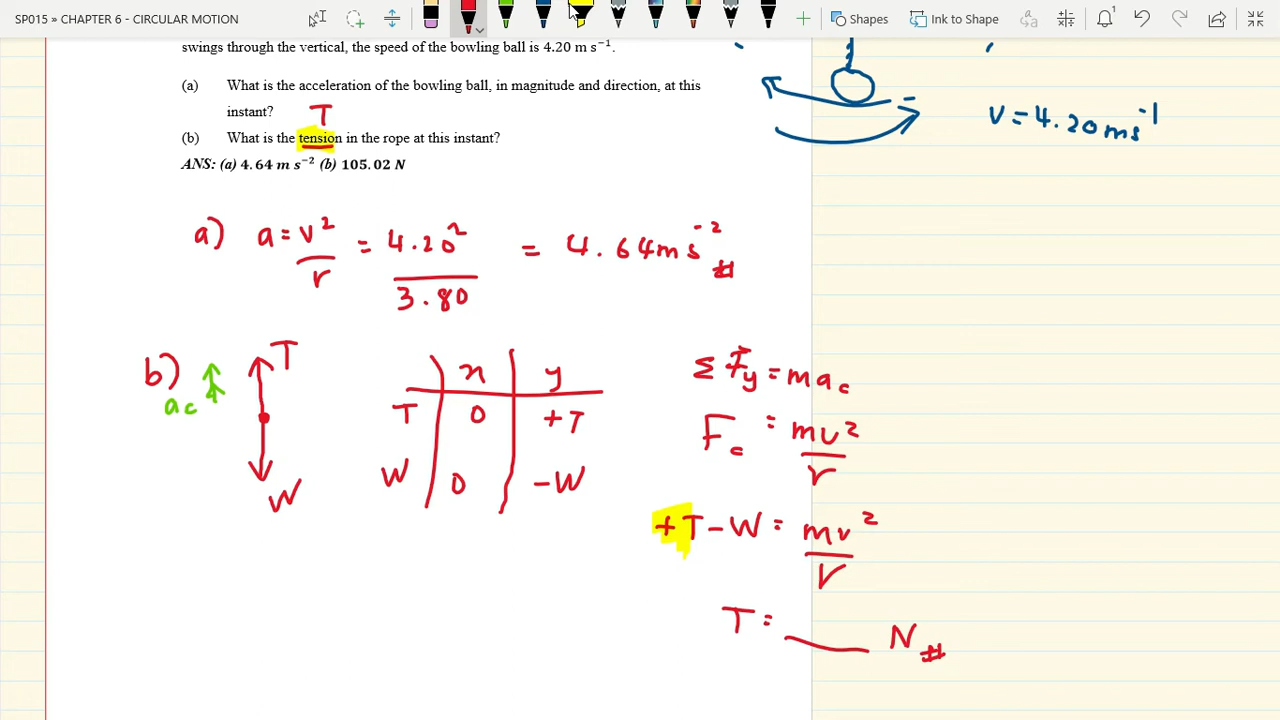 SP015 » CHAPTER 6 - CIRCULAR MOTION
Shapes
Ink to Shape
swings through the vertical, the speed of the bowling ball is 4.20 m s⁻¹.
(a) What is the acceleration of the bowling ball, in magnitude and direction, at this
instant?
T
(b) What is the tension in the rope at this instant?
ANS: (a) 4.64 m s⁻² (b) 105.02 N
v = 4.20 ms⁻¹
a) a = v²/r = 4.20²/3.80 = 4.64 ms⁻² #
b) ac
T
W
x y
T 0 +T
W 0 -W
Σ Fy = mac
Fc = mv²/r
+T - W = mv²/r
T = ____ N #